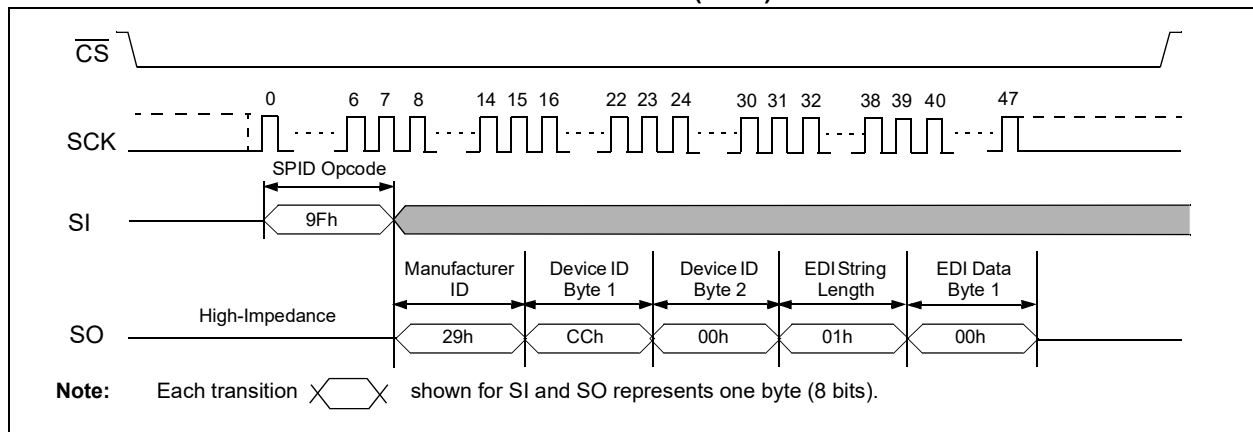 CS
0 6 7 8 14 15 16 22 23 24 30 31 32 38 39 40 47
SCK
SPID Opcode
SI
9Fh
Manufacturer ID
Device ID Byte 1
Device ID Byte 2
EDI String Length
EDI Data Byte 1
High-Impedance
SO
29h CCh 00h 01h 00h
Note: Each transition shown for SI and SO represents one byte (8 bits).